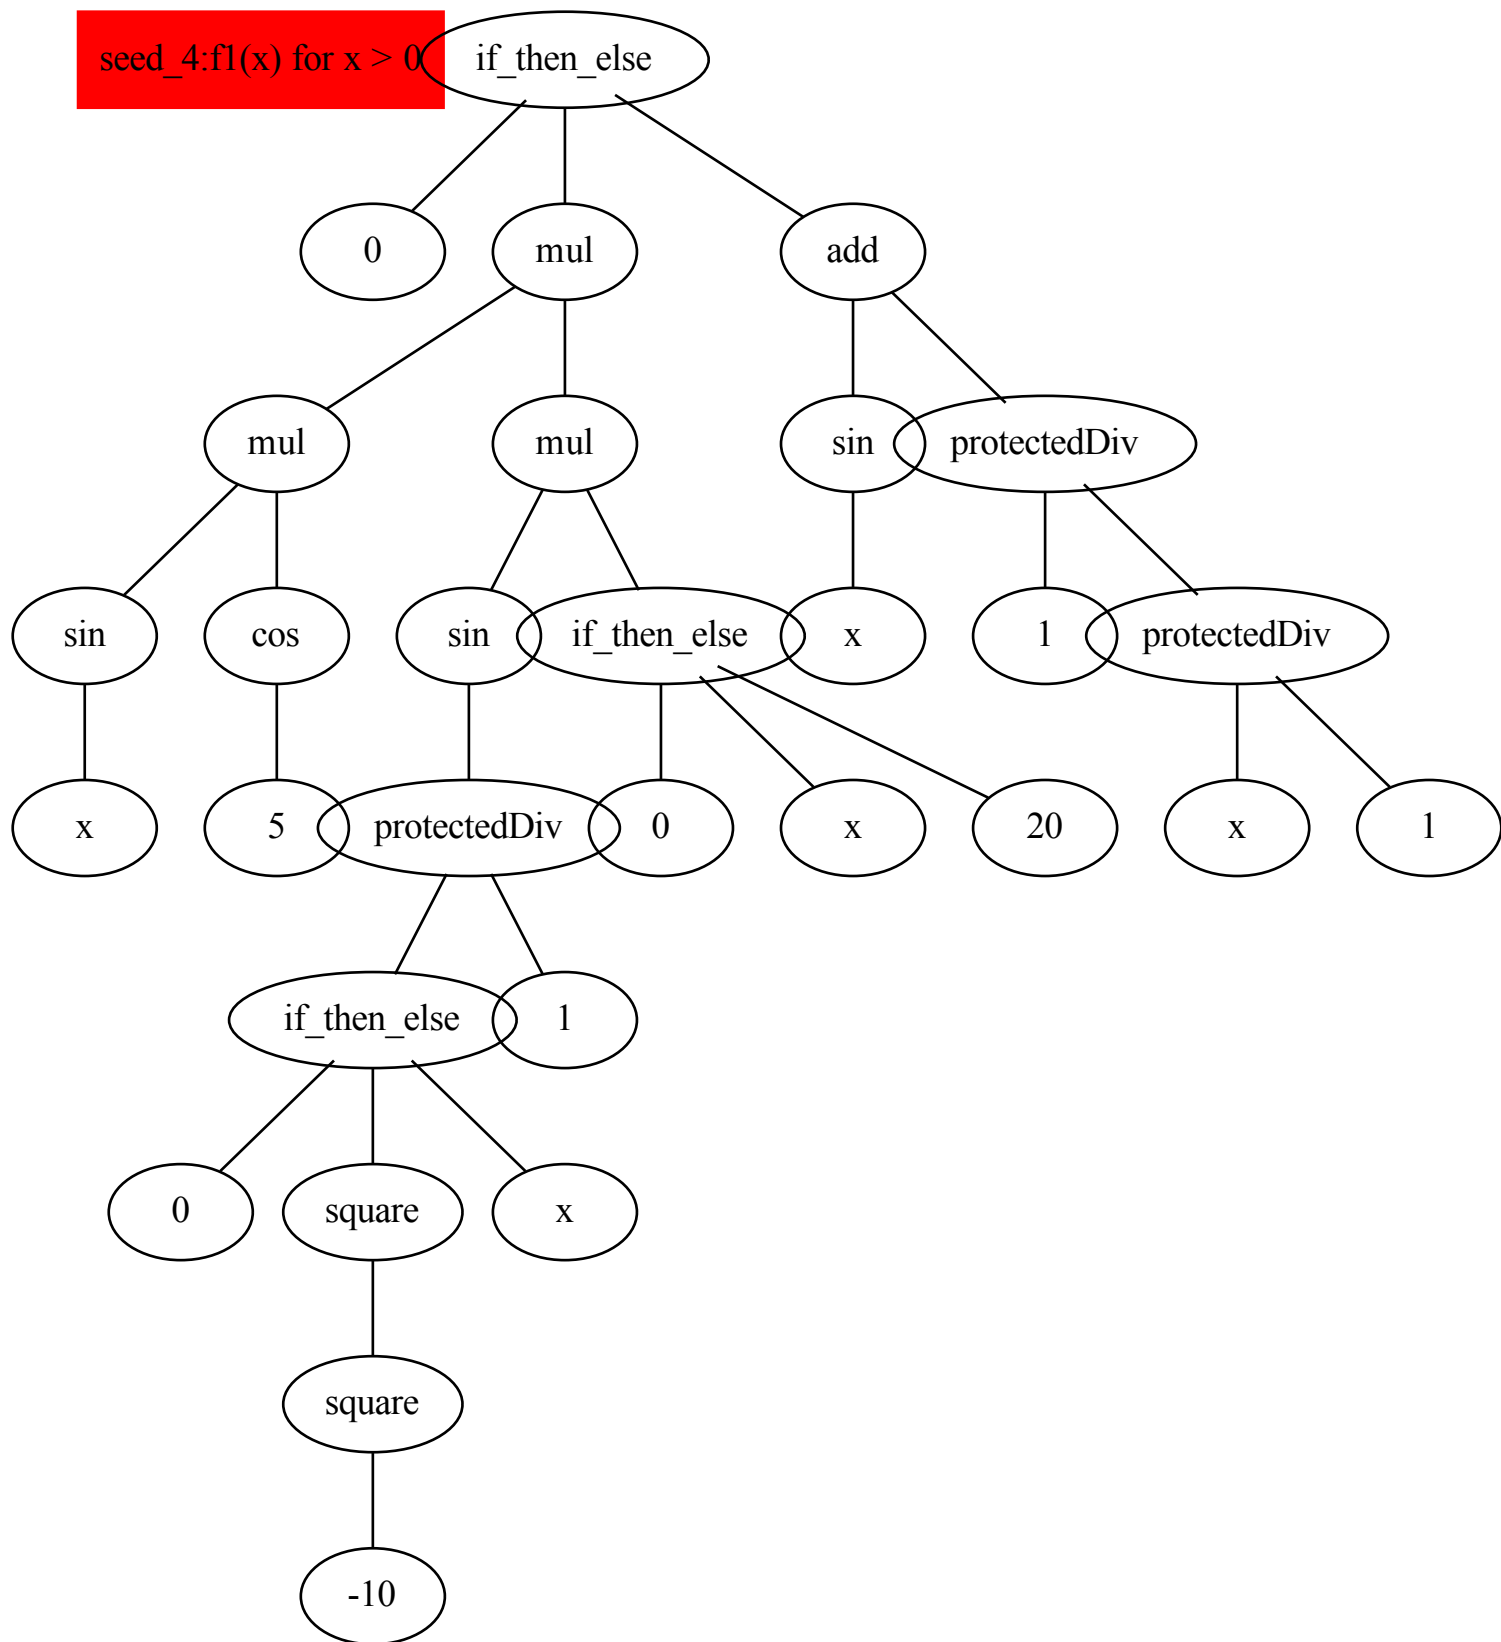 seed_4:f1(x) for x > 0
if_then_else
0
mul
add
mul
mul
sin
protectedDiv
sin
cos
sin
if_then_else
x
1
protectedDiv
x
5
protectedDiv
0
x
20
x
1
if_then_else
1
0
square
x
square
-10